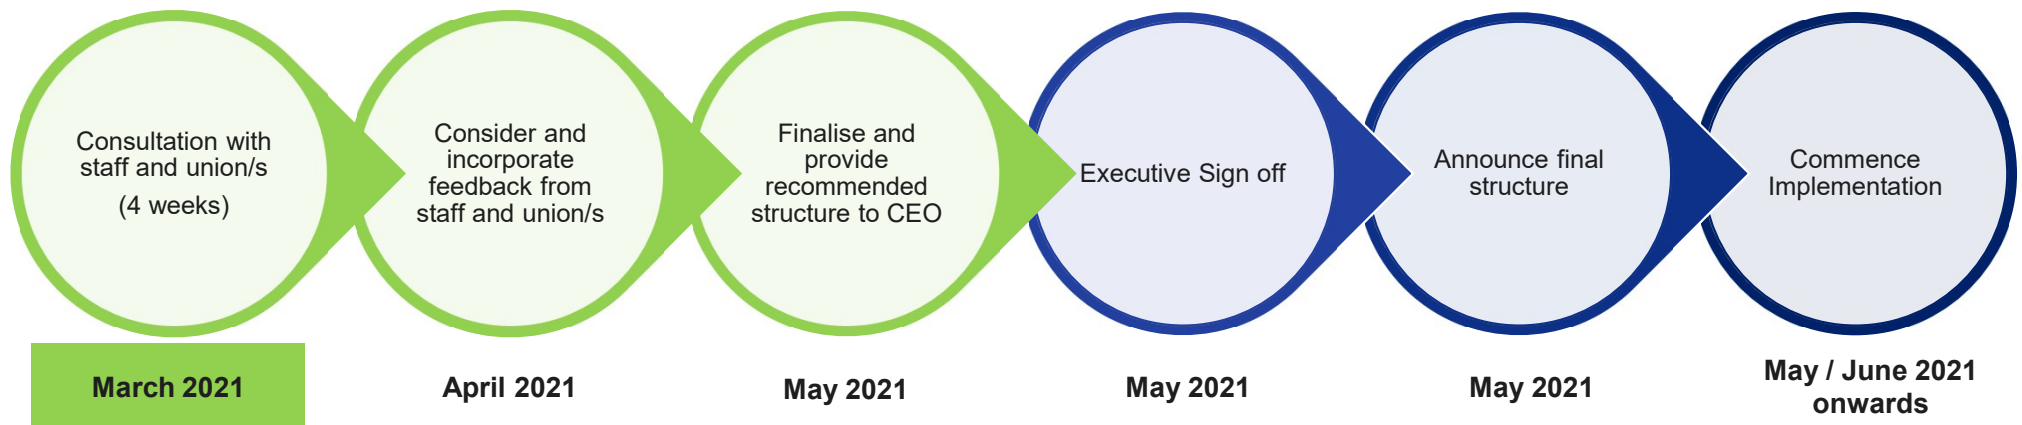 Consultation with
staff and union/s
(4 weeks)
Consider and
incorporate
feedback from
staff and union/s
Finalise and
provide
recommended
structure to CEO
Executive Sign off
Announce final
structure
Commence
Implementation
March 2021
April 2021
May 2021
May 2021
May 2021
May / June 2021
onwards